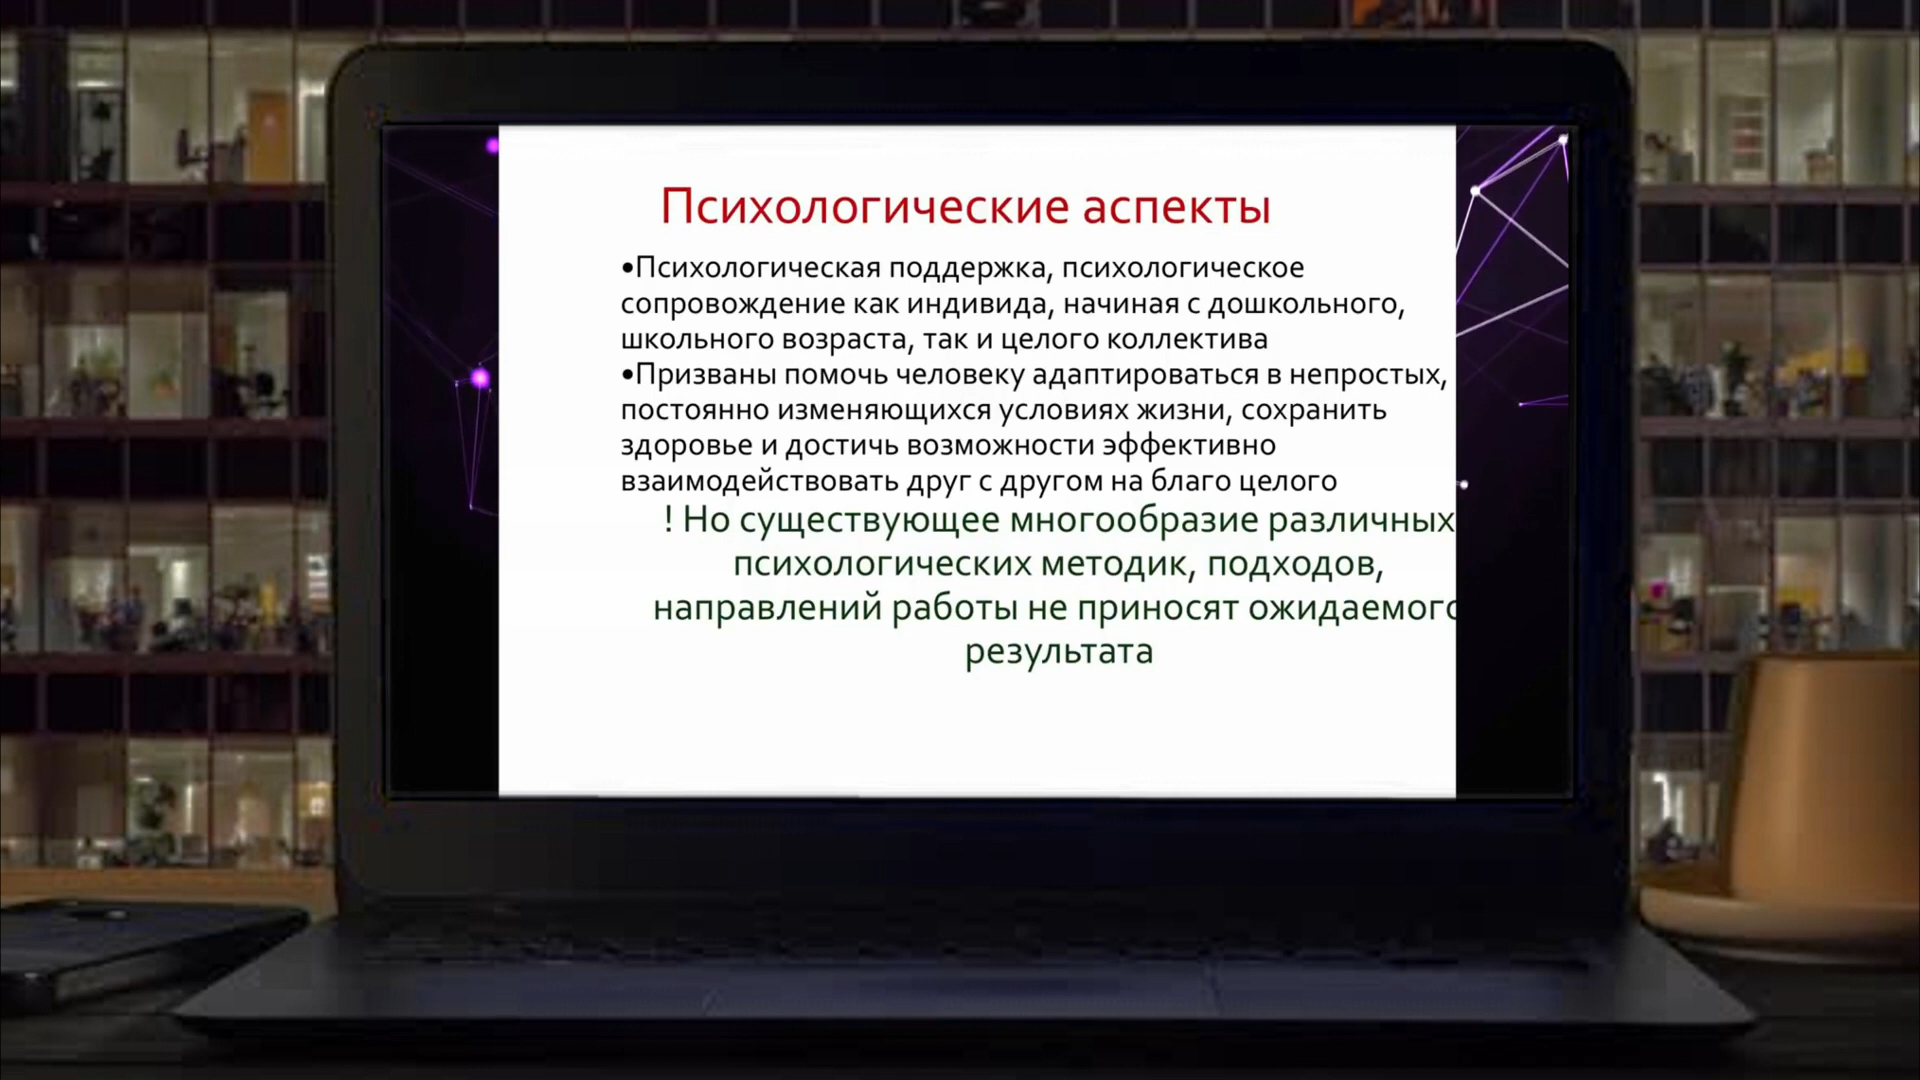 Психологические аспекты
•Психологическая поддержка, психологическое
сопровождение как индивида, начиная с дошкольного,
школьного возраста, так и целого коллектива
•Призваны помочь человеку адаптироваться в непростых,
постоянно изменяющихся условиях жизни, сохранить
здоровье и достичь возможности эффективно
взаимодействовать друг с другом на благо целого
! Но существующее многообразие различных
психологических методик, подходов,
направлений работы не приносят ожидаемого
результата